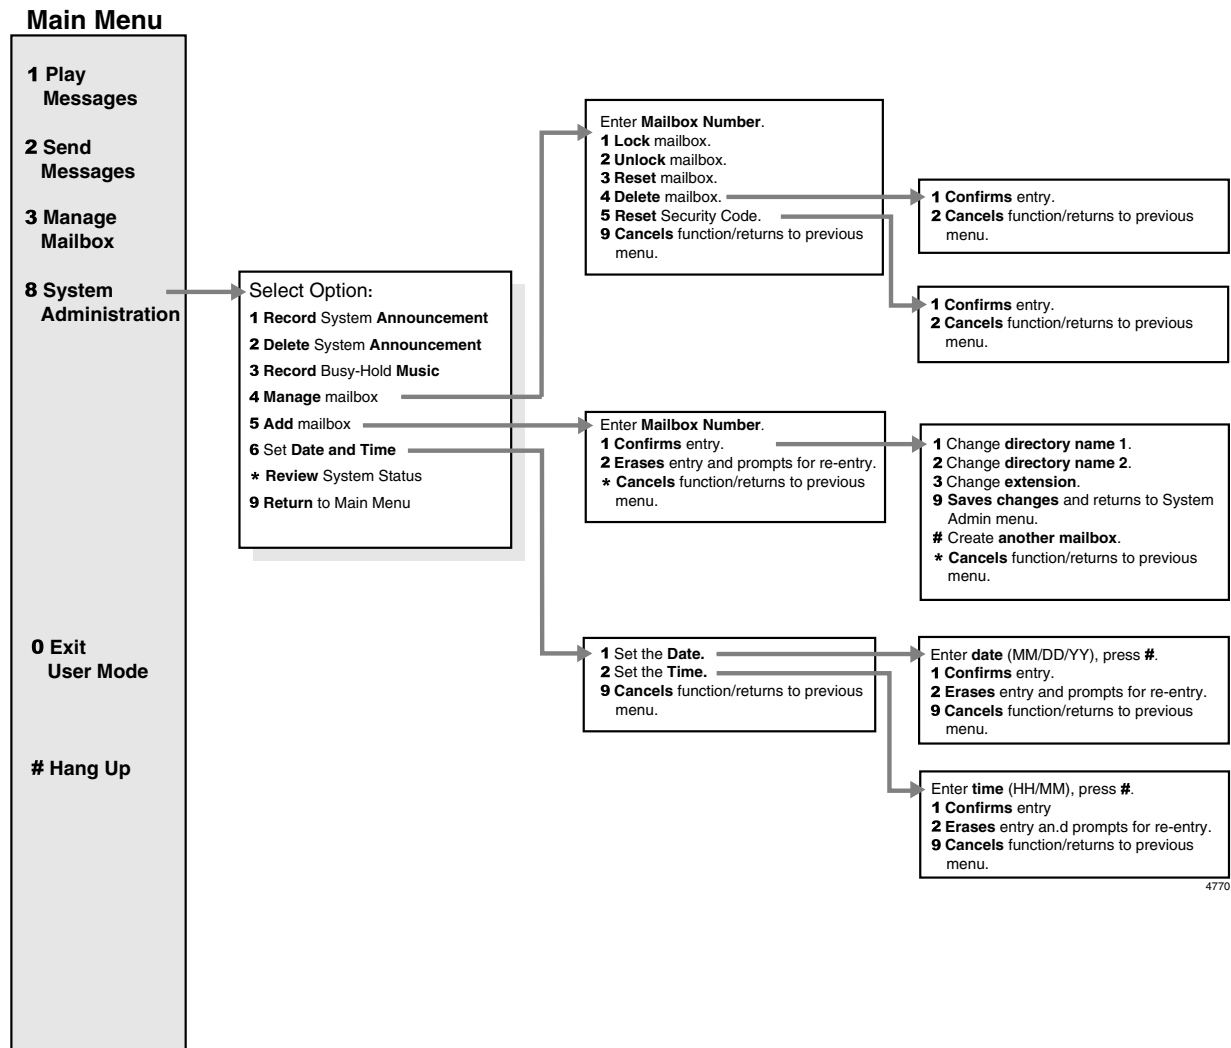 Main Menu
1 Play
Messages
2 Send
Messages
3 Manage
Mailbox
8 System
Administration
0 Exit
User Mode
# Hang Up
Select Option:
1 Record System Announcement
2 Delete System Announcement
3 Record Busy-Hold Music
4 Manage mailbox
5 Add mailbox
6 Set Date and Time
* Review System Status
9 Return to Main Menu
Enter Mailbox Number.
1 Lock mailbox.
2 Unlock mailbox.
3 Reset mailbox.
4 Delete mailbox.
5 Reset Security Code.
9 Cancels function/returns to previous
menu.
1 Confirms entry.
2 Cancels function/returns to previous
menu.
1 Confirms entry.
2 Cancels function/returns to previous
menu.
Enter Mailbox Number.
1 Confirms entry.
2 Erases entry and prompts for re-entry.
* Cancels function/returns to previous
menu.
1 Change directory name 1.
2 Change directory name 2.
3 Change extension.
9 Saves changes and returns to System
Admin menu.
# Create another mailbox.
* Cancels function/returns to previous
menu.
1 Set the Date.
2 Set the Time.
9 Cancels function/returns to previous
menu.
Enter date (MM/DD/YY), press #.
1 Confirms entry.
2 Erases entry and prompts for re-entry.
9 Cancels function/returns to previous
menu.
Enter time (HH/MM), press #.
1 Confirms entry
2 Erases entry an.d prompts for re-entry.
9 Cancels function/returns to previous
menu.
4770